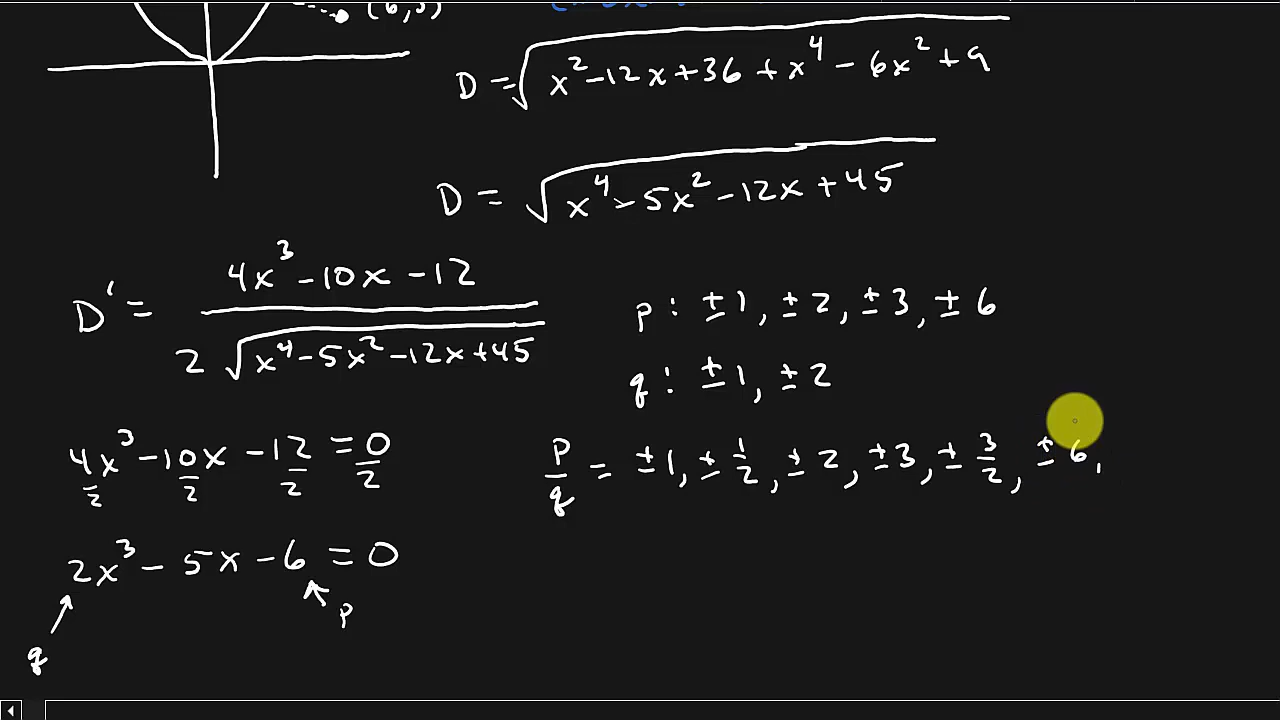 (6,3)
D = √(x² - 12x + 36 + x⁴ - 6x² + 9
D = √(x⁴ - 5x² - 12x + 45
D' = (4x³ - 10x - 12) / (2√(x⁴ - 5x² - 12x + 45))
p : ±1, ±2, ±3, ±6
q : ±1, ±2
4x³/2 - 10x/2 - 12/2 = 0/2
p/q = ±1, ±1/2, ±2, ±3, ±3/2, ±6,
2x³ - 5x - 6 = 0
p
q